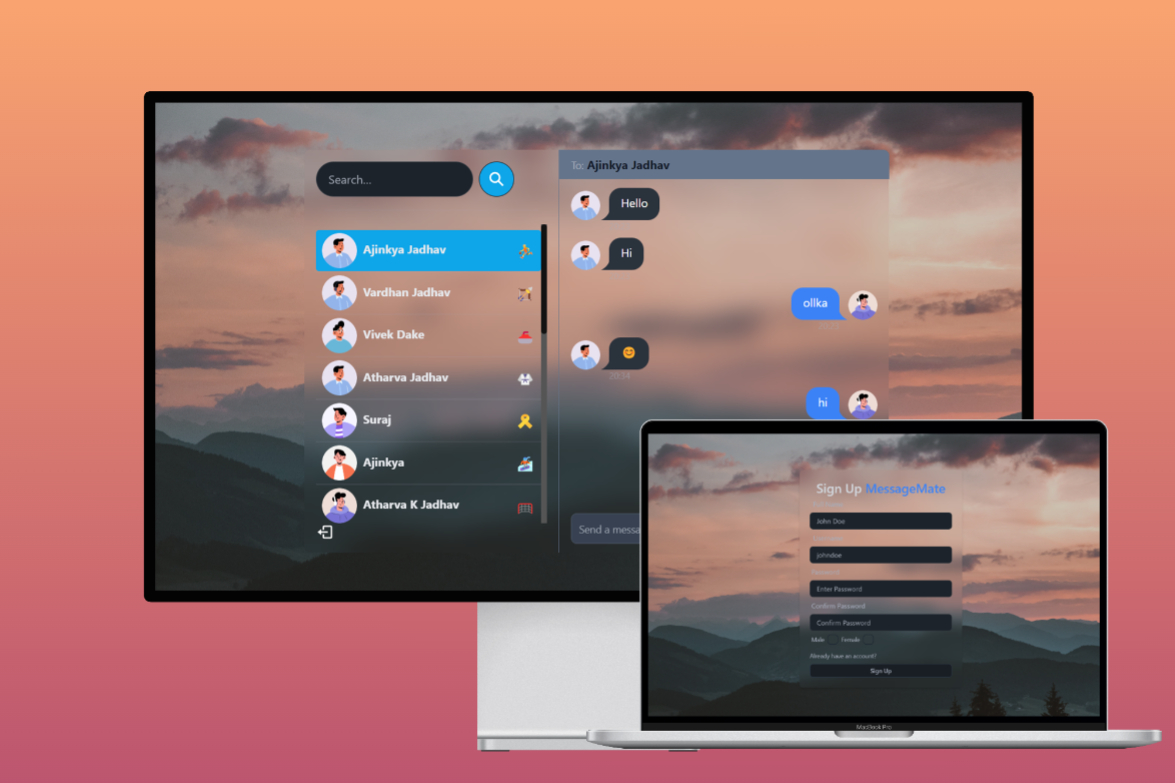 Search...
Ajinkya Jadhav
Vardhan Jadhav
Vivek Dake
Atharva Jadhav
Suraj
Ajinkya
Atharva K Jadhav
To: Ajinkya Jadhav
Hello
Hi
ollka
20:34
hi
Send a messa
Sign Up MessageMate
John Doe
johndoe
Enter Password
Confirm Password
Confirm Password
Male Female
Already have an account?
Sign Up
MacBook Pro